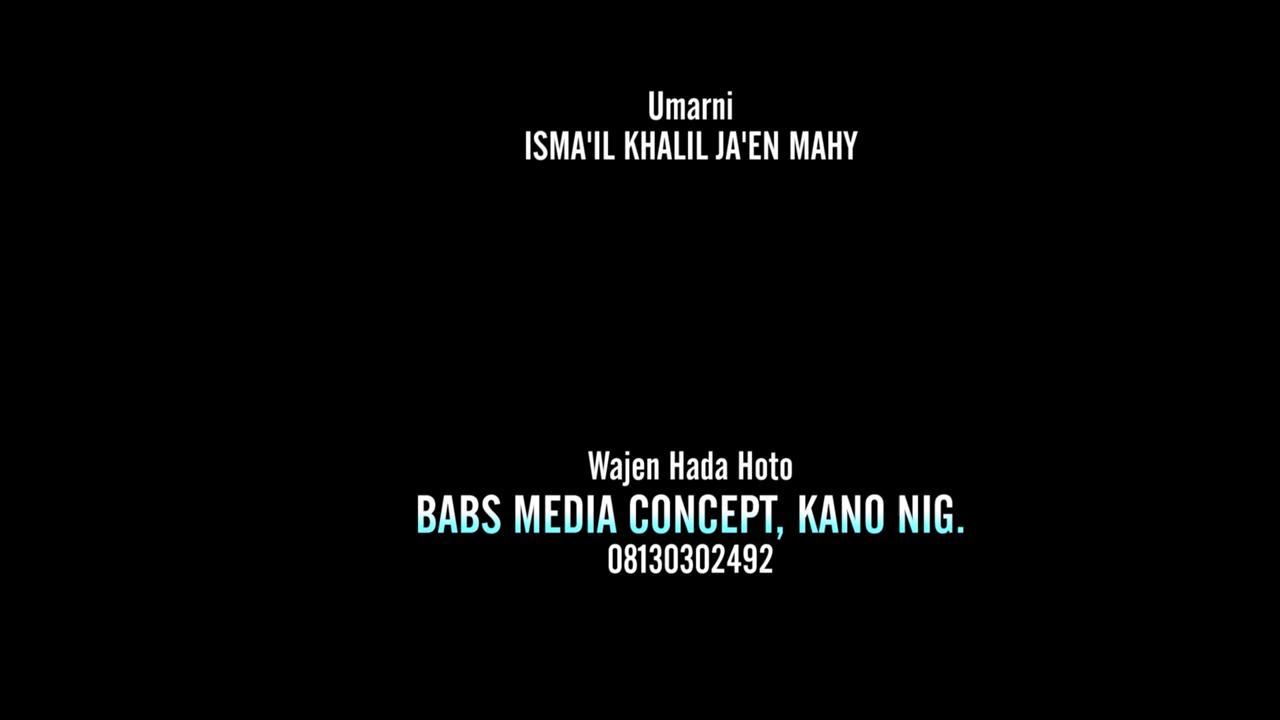 Umarni
ISMA'IL KHALIL JA'EN MAHY
Wajen Hada Hoto
BABS MEDIA CONCEPT, KANO NIG.
08130302492